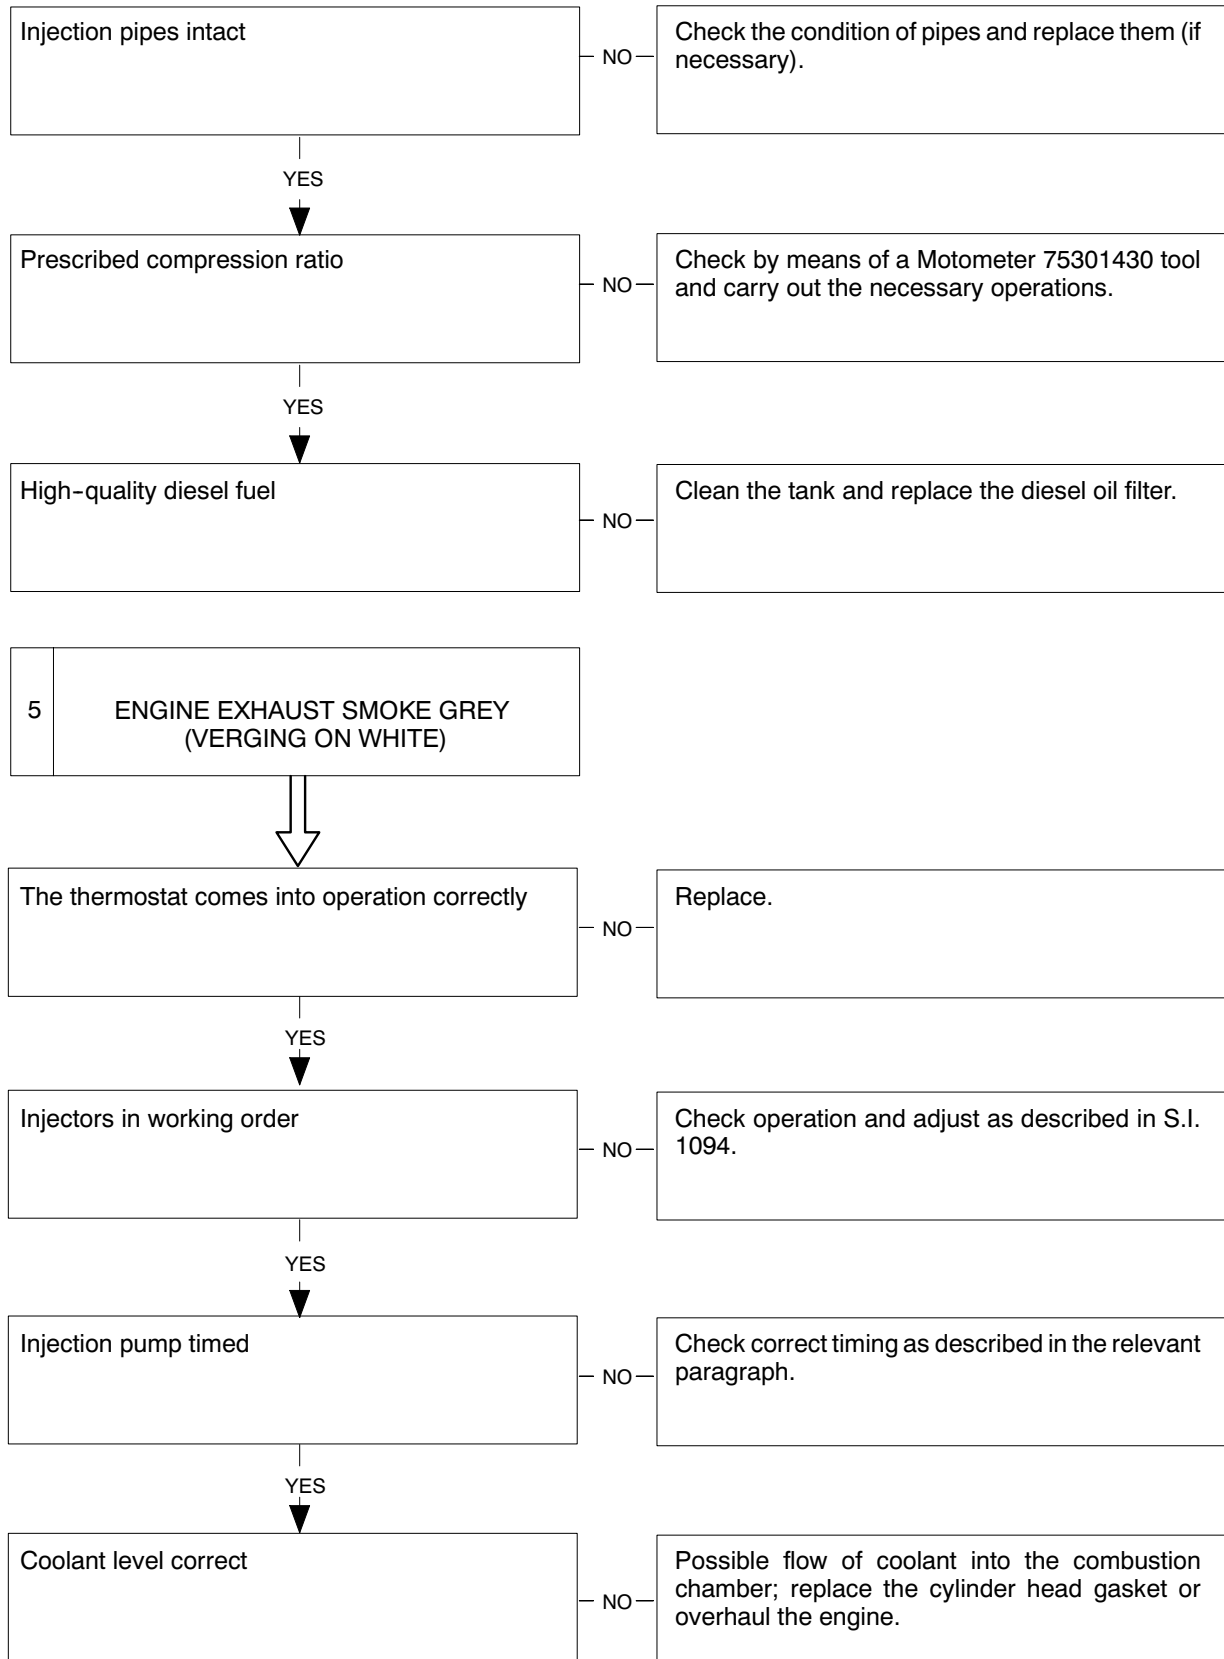 Injection pipes intact
NO
Check the condition of pipes and replace them (if
necessary).
YES
Prescribed compression ratio
NO
Check by means of a Motometer 75301430 tool
and carry out the necessary operations.
YES
High-quality diesel fuel
NO
Clean the tank and replace the diesel oil filter.
5
ENGINE EXHAUST SMOKE GREY
(VERGING ON WHITE)
The thermostat comes into operation correctly
NO
Replace.
YES
Injectors in working order
NO
Check operation and adjust as described in S.I.
1094.
YES
Injection pump timed
NO
Check correct timing as described in the relevant
paragraph.
YES
Coolant level correct
NO
Possible flow of coolant into the combustion
chamber; replace the cylinder head gasket or
overhaul the engine.